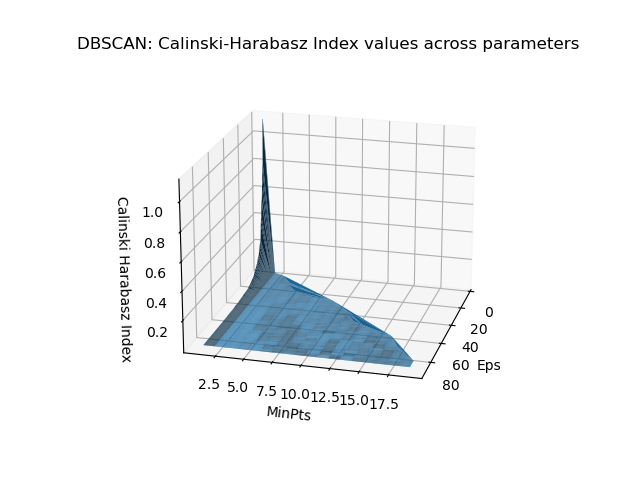 DBSCAN: Calinski-Harabasz Index values across parameters
Calinski Harabasz Index
1.0
0.8
0.6
0.4
0.2
2.5 5.0 7.5 10.0 12.5 15.0 17.5
MinPts
0
20
40
60
80
Eps